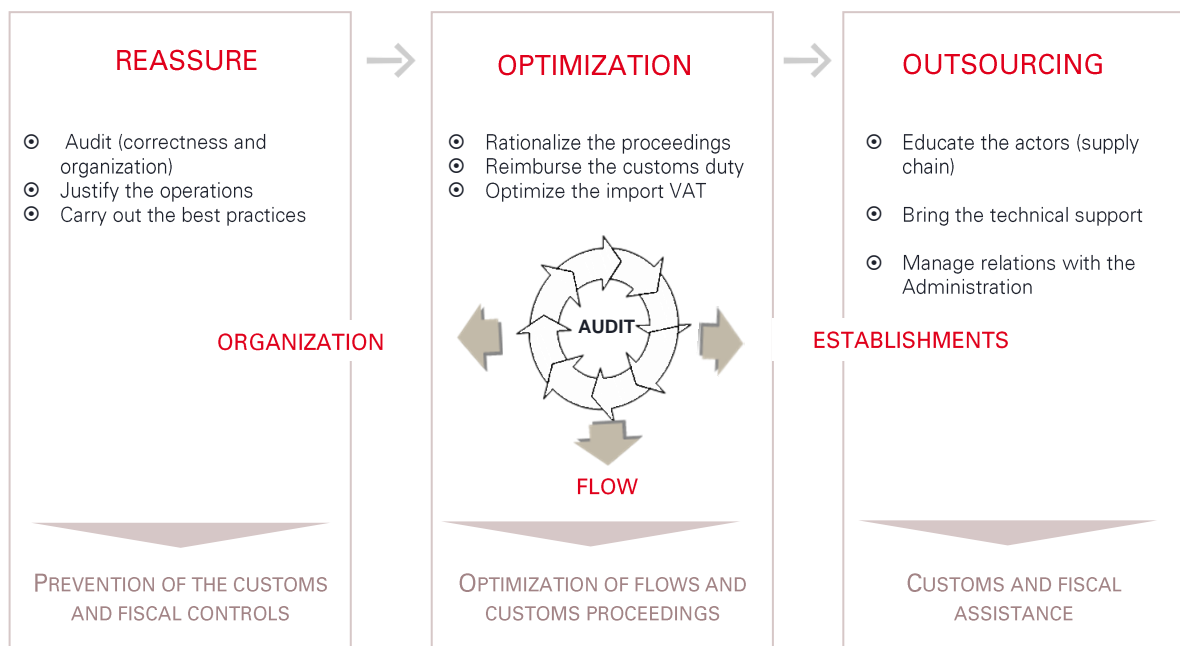 REASSURE
Audit (correctness and
organization)
Justify the operations
Carry out the best practices
OPTIMIZATION
Rationalize the proceedings
Reimburse the customs duty
Optimize the import VAT
OUTSOURCING
Educate the actors (supply
chain)
Bring the technical support
Manage relations with the
Administration
ORGANIZATION
AUDIT
ESTABLISHMENTS
FLOW
PREVENTION OF THE CUSTOMS
AND FISCAL CONTROLS
OPTIMIZATION OF FLOWS AND
CUSTOMS PROCEEDINGS
CUSTOMS AND FISCAL
ASSISTANCE